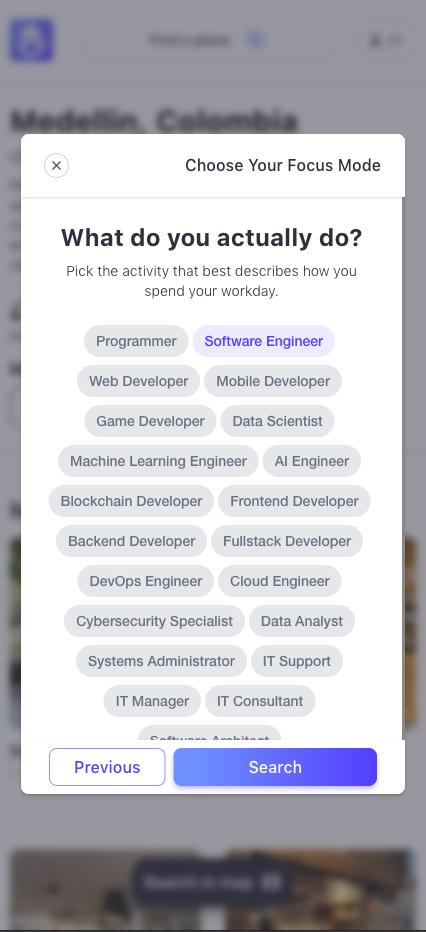 Find a place
Medellín, Colombia
Choose Your Focus Mode
What do you actually do?
Pick the activity that best describes how you
spend your workday.
Programmer Software Engineer
Web Developer Mobile Developer
Game Developer Data Scientist
Machine Learning Engineer AI Engineer
Blockchain Developer Frontend Developer
Backend Developer Fullstack Developer
DevOps Engineer Cloud Engineer
Cybersecurity Specialist Data Analyst
Systems Administrator IT Support
IT Manager IT Consultant
Software Architect
Previous Search
Search in map